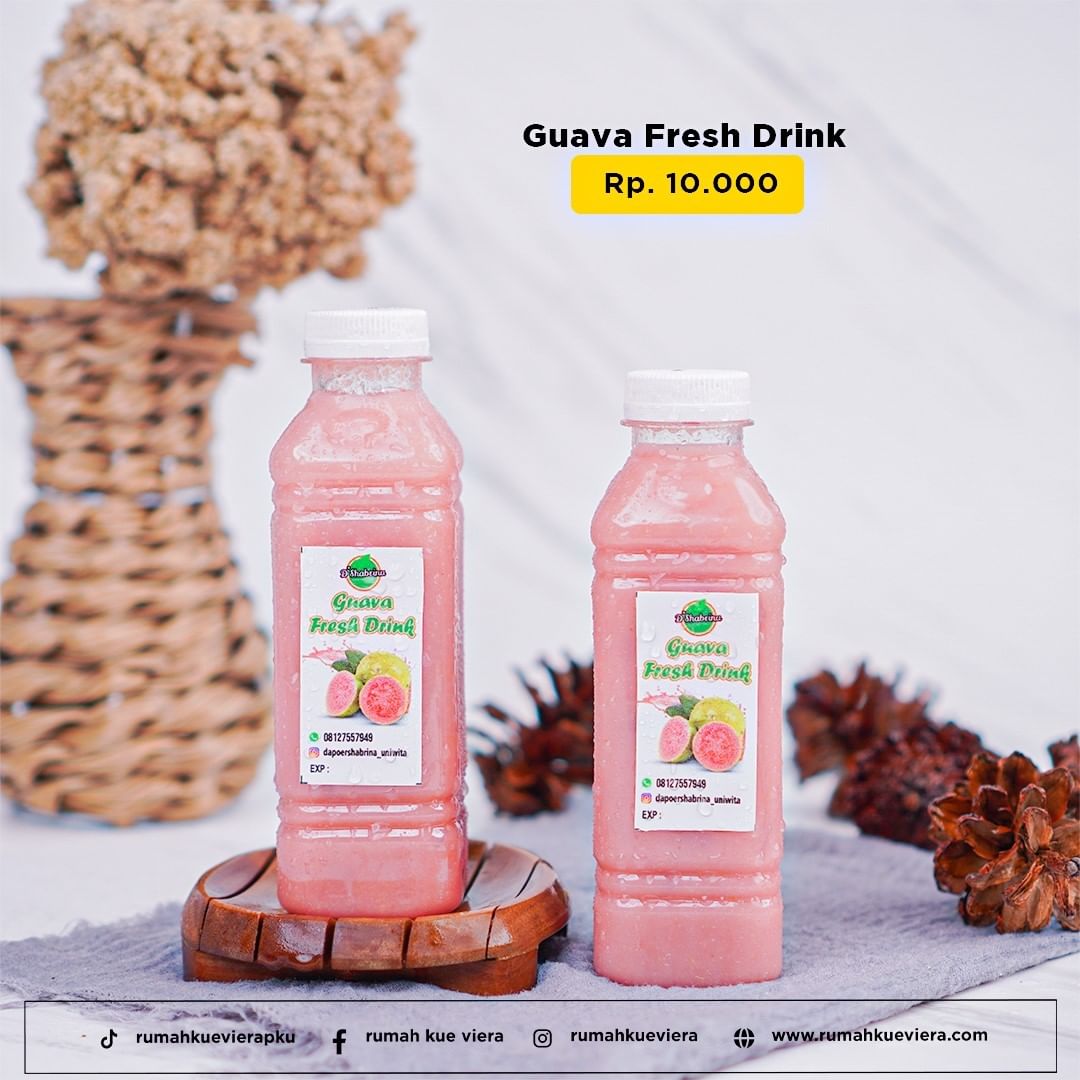 Guava Fresh Drink
Rp. 10.000
D'Shabrina
Guava
Fresh Drink
08127557949
dapoershabrina_uniwita
EXP :
D'Shabrina
Guava
Fresh Drink
08127557949
dapoershabrina_uniwita
EXP :
rumahkuevierapku rumah kue viera rumahkueviera www.rumahkueviera.com